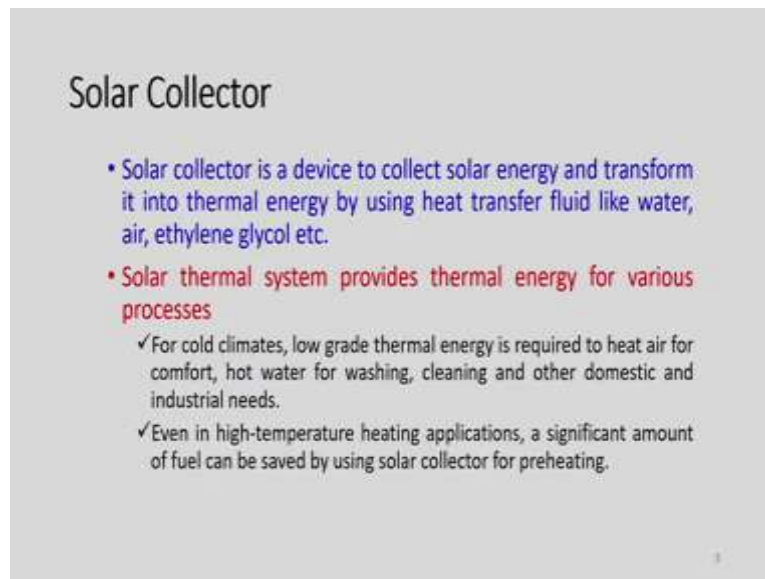 Solar Collector
• Solar collector is a device to collect solar energy and transform
it into thermal energy by using heat transfer fluid like water,
air, ethylene glycol etc.
• Solar thermal system provides thermal energy for various
processes
✓For cold climates, low grade thermal energy is required to heat air for
comfort, hot water for washing, cleaning and other domestic and
industrial needs.
✓Even in high-temperature heating applications, a significant amount
of fuel can be saved by using solar collector for preheating.